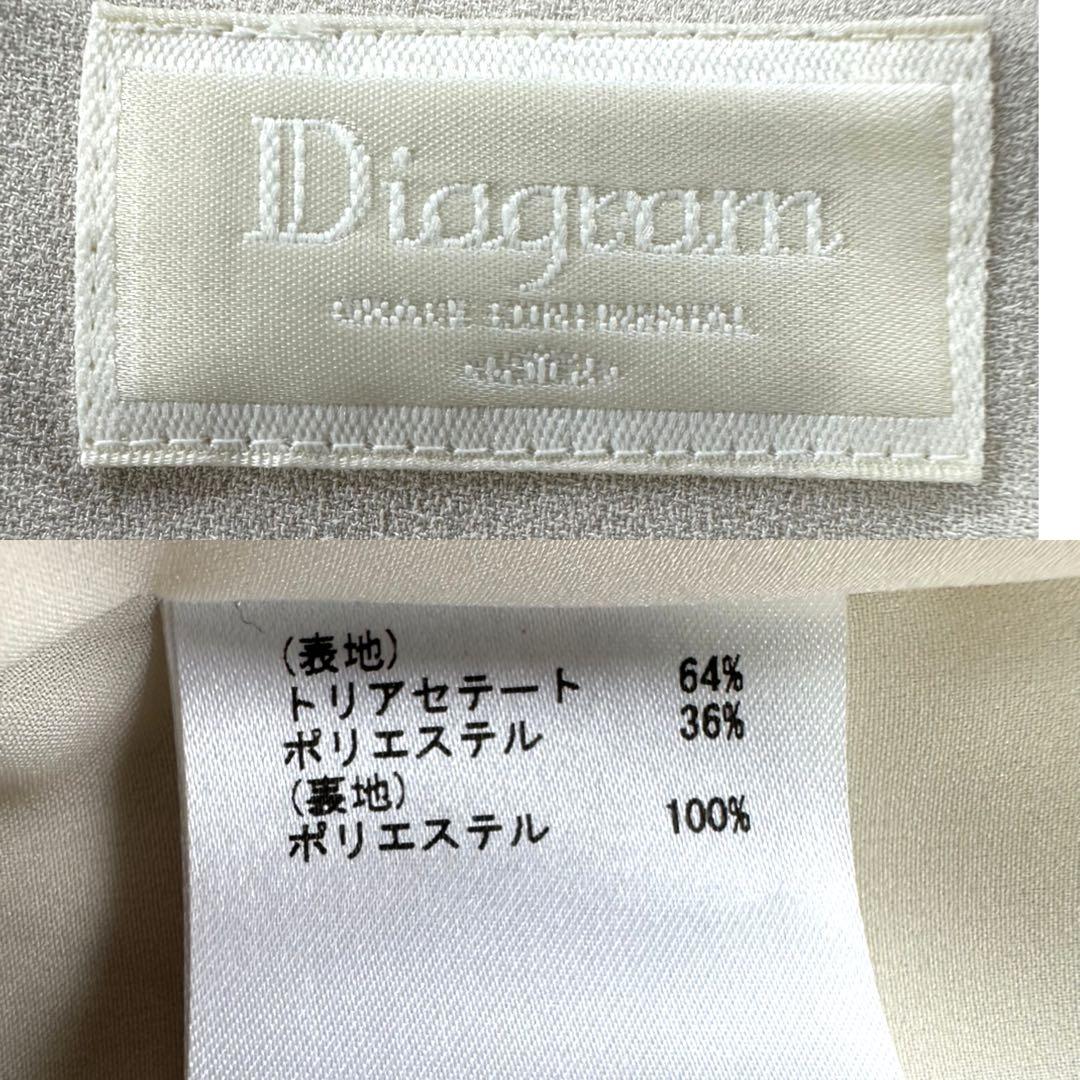 Diagram
(表地)
トリアセテート 64%
ポリエステル 36%
(裏地)
ポリエステル 100%